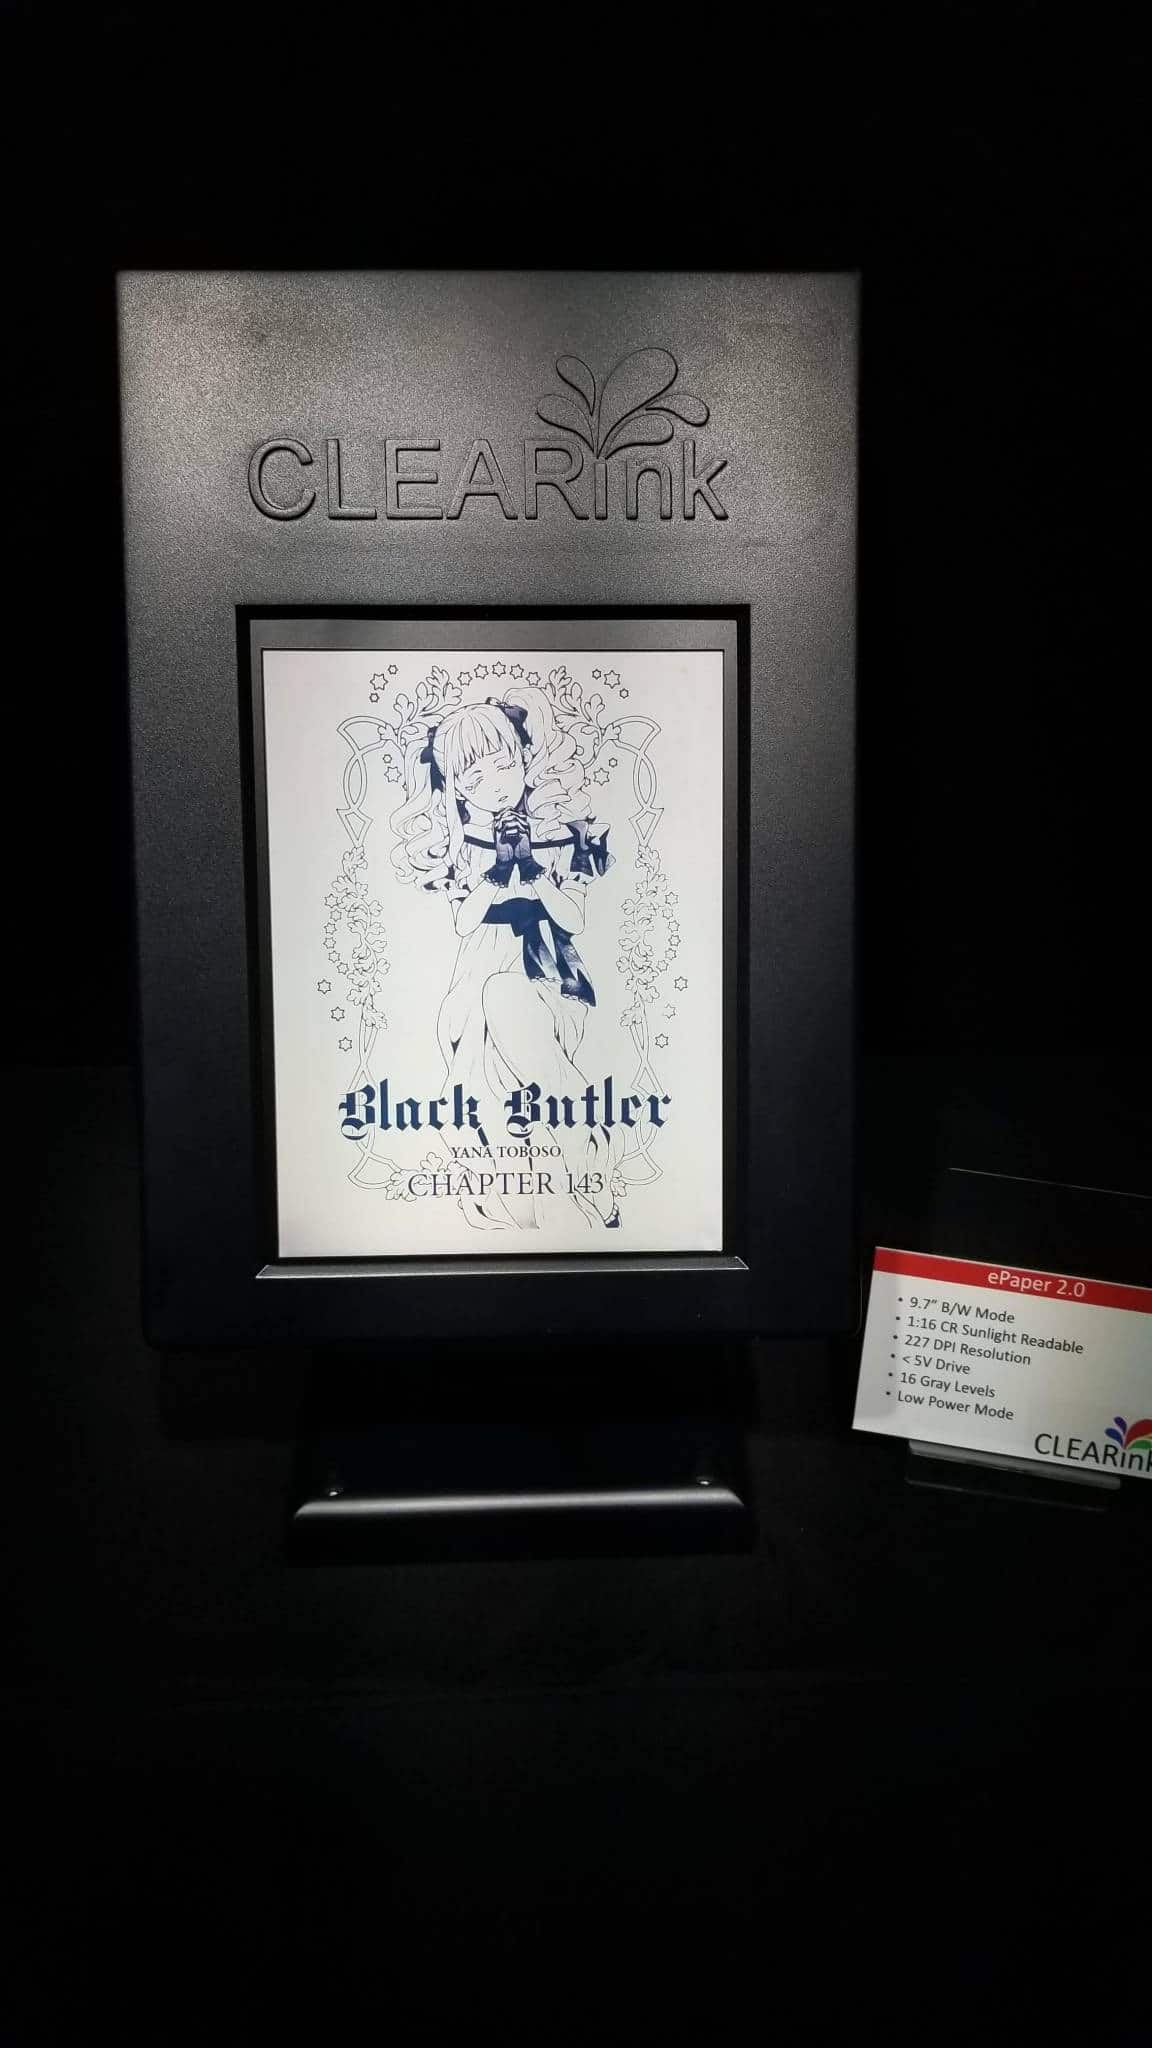 CLEARink
Black Butler
YANA TOBOSO
CHAPTER 143
ePaper 2.0
• 9.7" B/W Mode
• 1:16 CR Sunlight Readable
• 227 DPI Resolution
• < 5V Drive
• 16 Gray Levels
• Low Power Mode
CLEARink